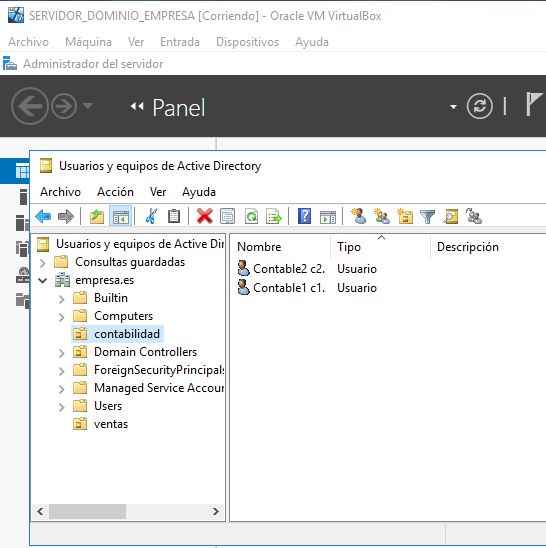 SERVIDOR_DOMINIO_EMPRESA [Corriendo] - Oracle VM VirtualBox
Archivo Máquina Ver Entrada Dispositivos Ayuda
Administrador del servidor
Panel
Usuarios y equipos de Active Directory
Archivo Acción Ver Ayuda
Usuarios y equipos de Active Dir
Consultas guardadas
empresa.es
Builtin
Computers
contabilidad
Domain Controllers
ForeignSecurityPrincipals
Managed Service Accour
Users
ventas
Nombre Tipo Descripción
Contable2 c2. Usuario
Contable1 c1. Usuario